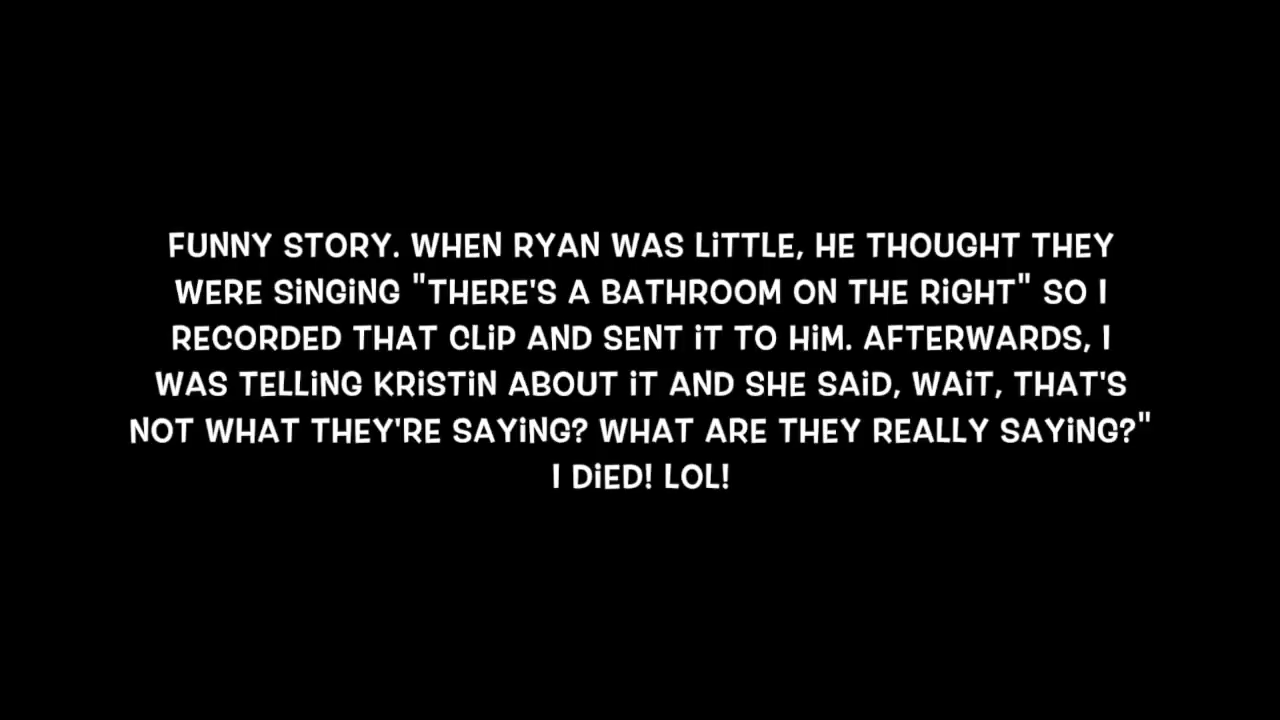 FUNNY STORY. WHEN RYAN WAS LiTTLE, HE THOUGHT THEY
WERE SiNGiNG "THERE'S A BATHROOM ON THE RiGHT" SO I
RECORDED THAT CLiP AND SENT iT TO HiM. AFTERWARDS, I
WAS TELLiNG KRiSTiN ABOUT iT AND SHE SAiD, WAiT, THAT'S
NOT WHAT THEY'RE SAYiNG? WHAT ARE THEY REALLY SAYiNG?"
I DiED! LOL!